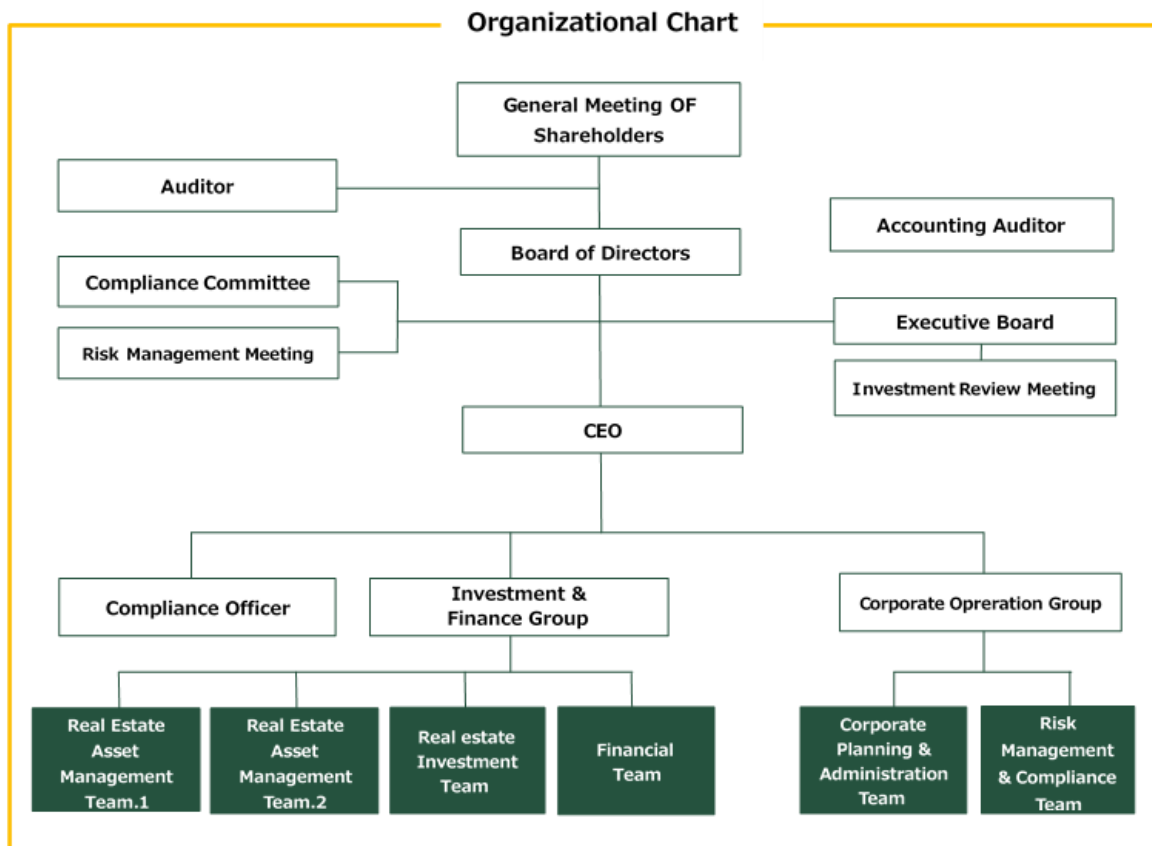 Organizational Chart
General Meeting OF
Shareholders
Auditor
Accounting Auditor
Board of Directors
Compliance Committee
Executive Board
Risk Management Meeting
Investment Review Meeting
CEO
Compliance Officer
Investment &
Finance Group
Corporate Opreration Group
Real Estate
Asset
Management
Team.1
Real Estate
Asset
Management
Team.2
Real estate
Investment
Team
Financial
Team
Corporate
Planning &
Administration
Team
Risk
Management
& Compliance
Team